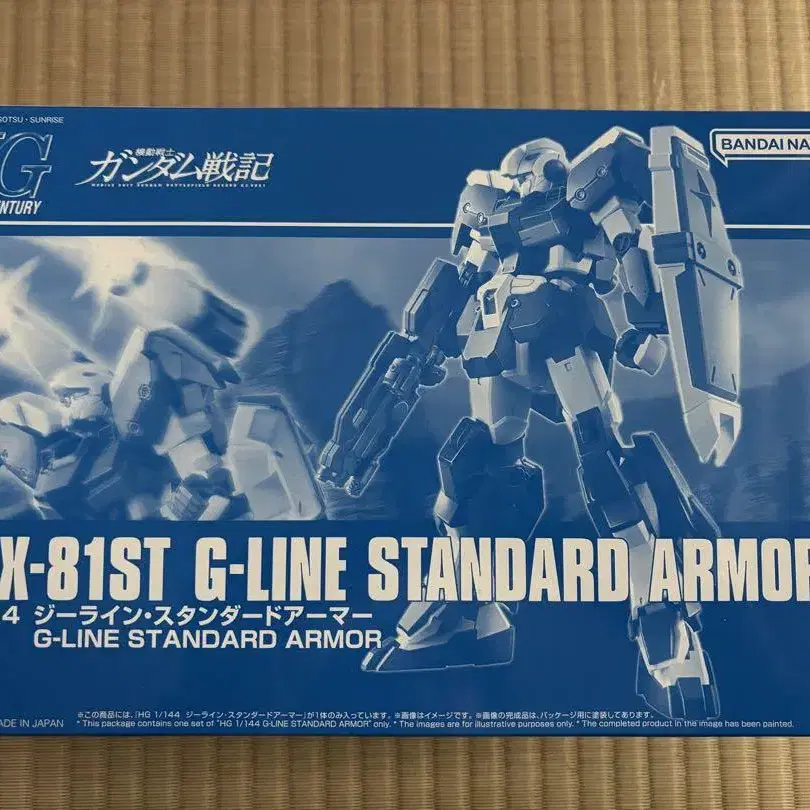 SOTSU・SUNRISE
HG
機動戦士
ガンダム戦記
MOBILE SUIT GUNDAM BATTLEFIELD RECORD U.C.0081
BANDAI NA
ENTURY
X-81ST G-LINE STANDARD ARMOR
4 ジーライン・スタンダードアーマー
G-LINE STANDARD ARMOR
ADE IN JAPAN
※この商品には、「HG 1/144 ジーライン・スタンダードアーマー」が1体のみ入っています。※画像はイメージです。※画像の完成品は、パッケージ用に塗装してあります。
* This package contains one set of "HG 1/144 G-LINE STANDARD ARMOR" only. * The images are for illustrative purposes only. * The completed product in the image has been painted.